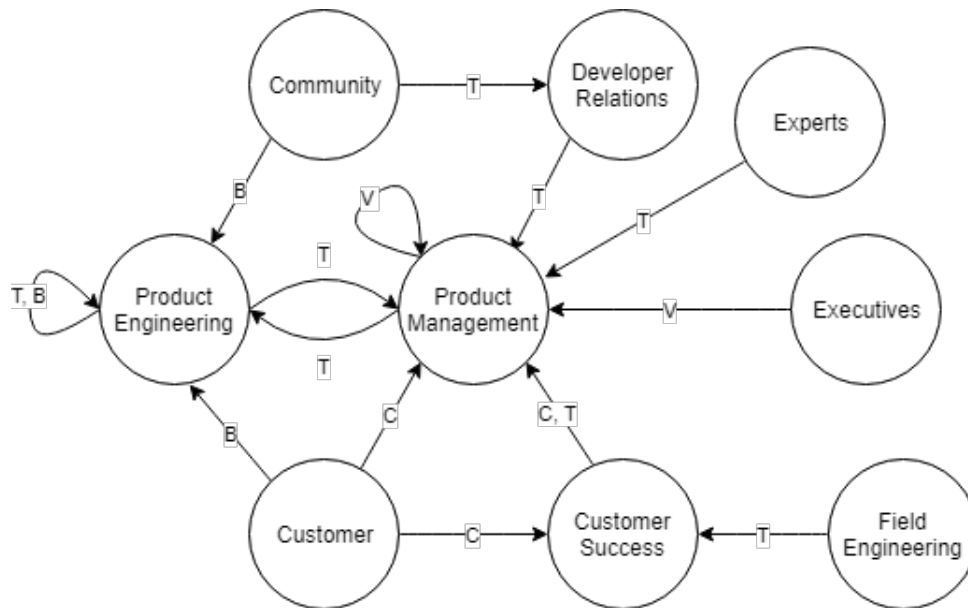 Community
T
Developer
Relations
Experts
B
V
T
T
T
T, B
Product
Engineering
Product
Management
V
Executives
T
B
C
C, T
Customer
C
Customer
Success
T
Field
Engineering